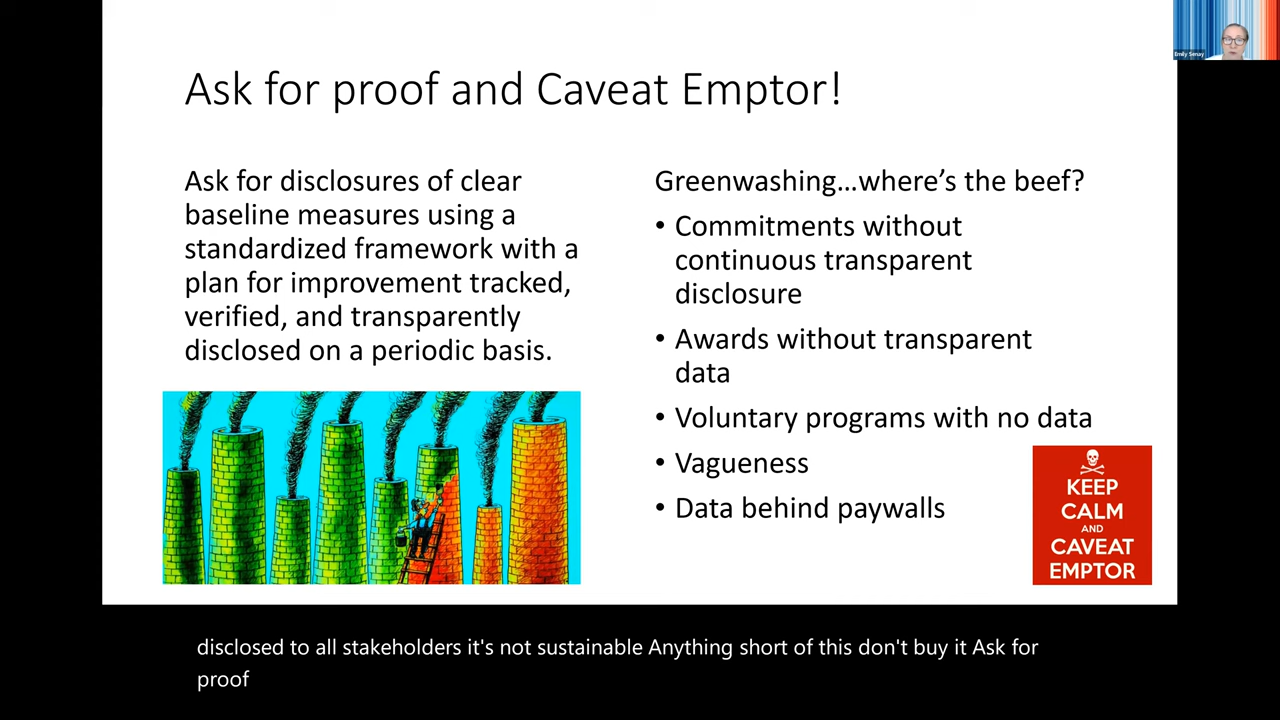 Emily Senay
Ask for proof and Caveat Emptor!
Ask for disclosures of clear
baseline measures using a
standardized framework with a
plan for improvement tracked,
verified, and transparently
disclosed on a periodic basis.
Greenwashing…where’s the beef?
• Commitments without
continuous transparent
disclosure
• Awards without transparent
data
• Voluntary programs with no data
• Vagueness
• Data behind paywalls
KEEP
CALM
AND
CAVEAT
EMPTOR
disclosed to all stakeholders it's not sustainable Anything short of this don't buy it Ask for
proof